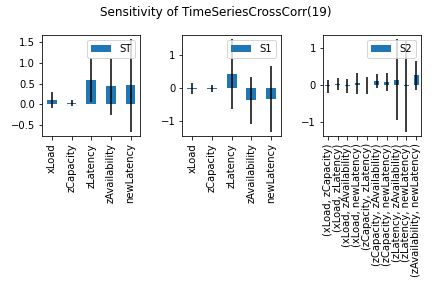 Sensitivity of TimeSeriesCrossCorr(19)
ST
1.5
1.0
0.5
0.0
−0.5
xLoad
zCapacity
zLatency
zAvailability
newLatency
S1
1
0
−1
xLoad
zCapacity
zLatency
zAvailability
newLatency
S2
1
0
−1
(xLoad, zCapacity)
(xLoad, zLatency)
(xLoad, zAvailability)
(xLoad, newLatency)
(zCapacity, zLatency)
(zCapacity, zAvailability)
(zCapacity, newLatency)
(zLatency, zAvailability)
(zLatency, newLatency)
(zAvailability, newLatency)